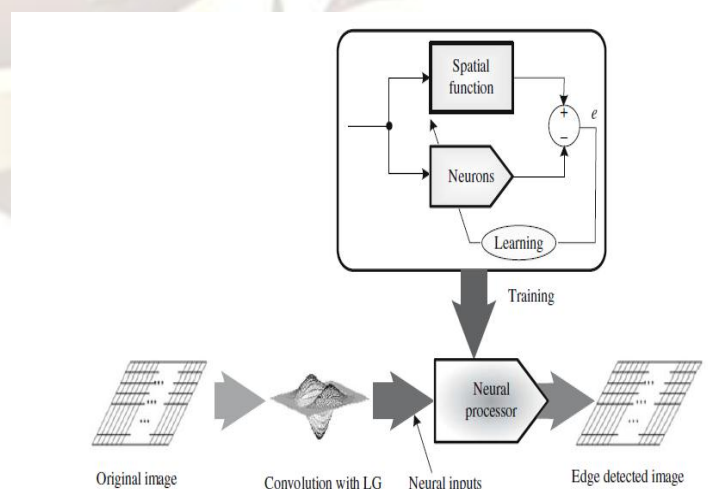 Spatial
function
+
e
−
Neurons
Learning
Training
Neural
processor
Original image
Convolution with LG
Neural inputs
Edge detected image